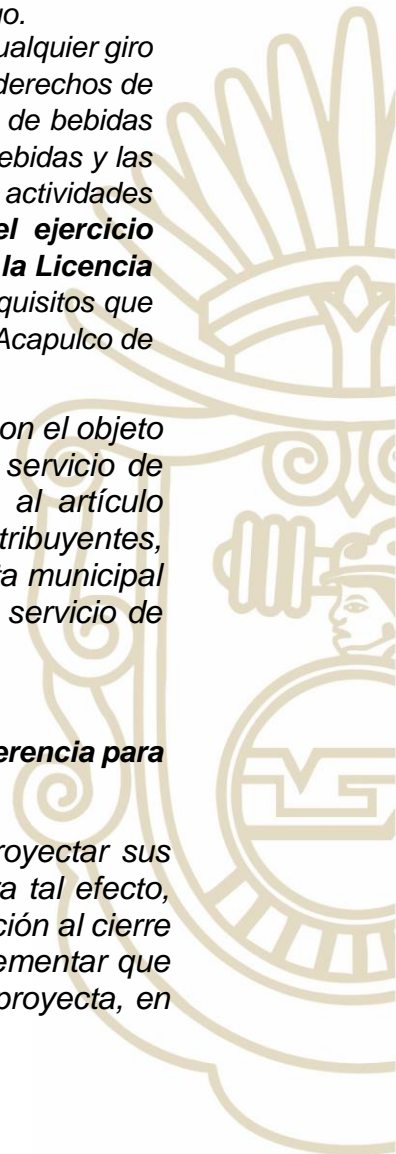 ualquier giro
derechos de
de bebidas
ebidas y las
actividades
el ejercicio
la Licencia
quisitos que
Acapulco de
on el objeto
servicio de
al artículo
tribuyentes,
ta municipal
servicio de
erencia para
royectar sus
a tal efecto,
ción al cierre
ementar que
proyecta, en